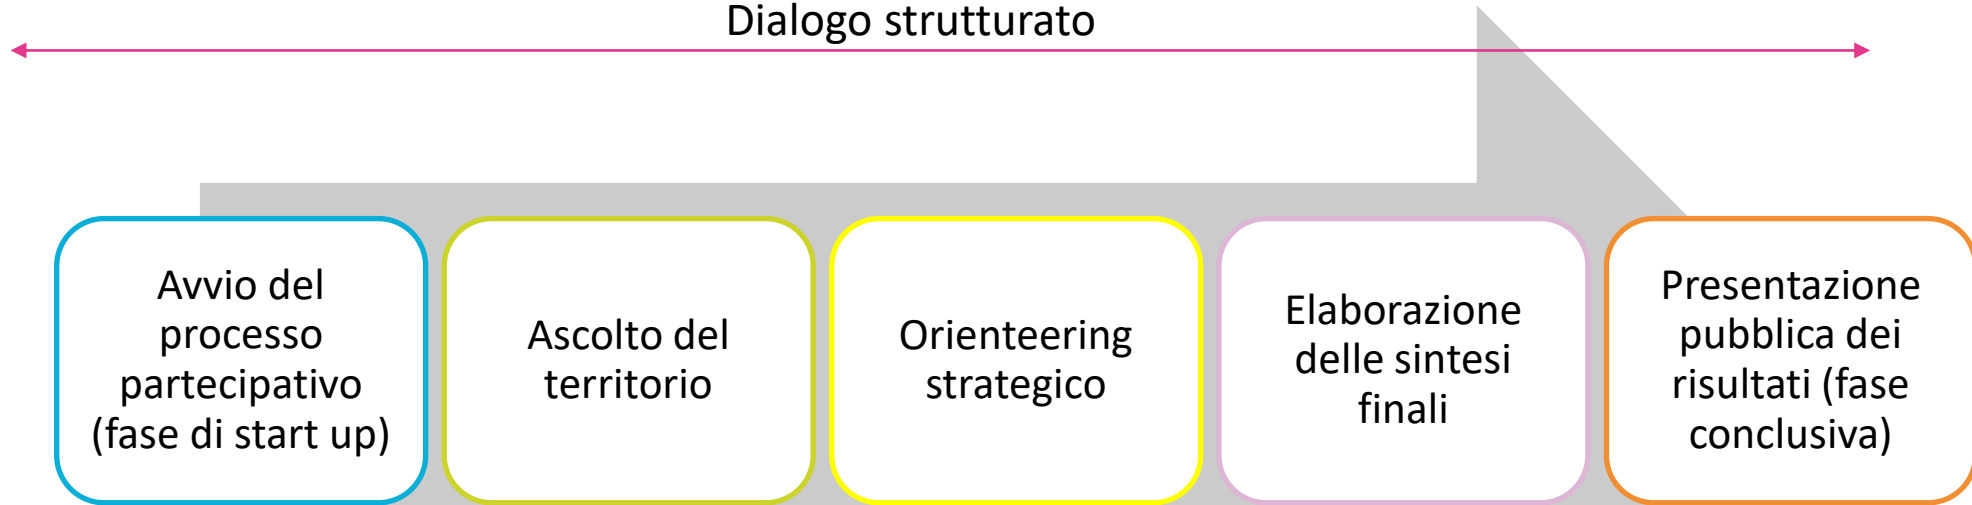 Dialogo strutturato
Avvio del
processo
partecipativo
(fase di start up)
Ascolto del
territorio
Orienteering
strategico
Elaborazione
delle sintesi
finali
Presentazione
pubblica dei
risultati (fase
conclusiva)